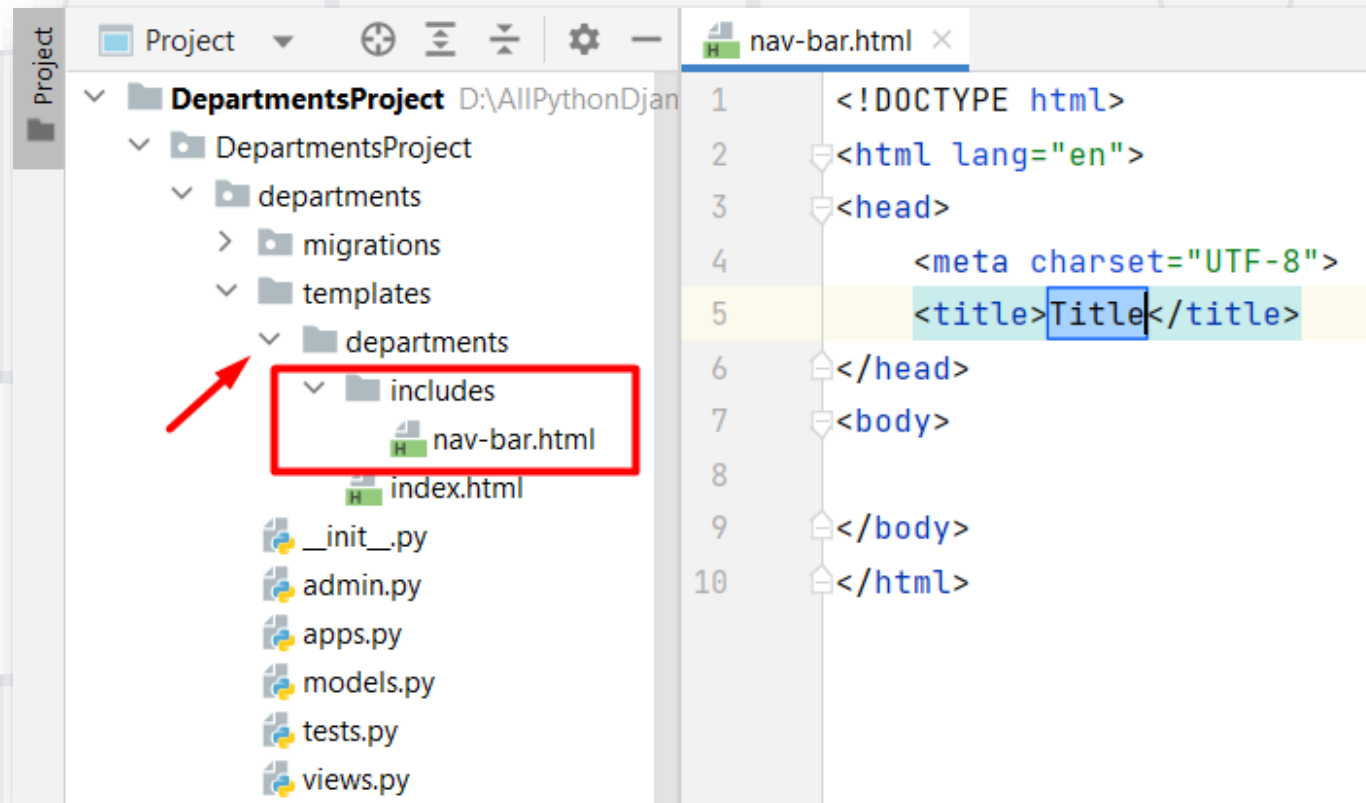 Project
Project
DepartmentsProject D:\AllPythonDjan
DepartmentsProject
departments
migrations
templates
departments
includes
nav-bar.html
index.html
__init__.py
admin.py
apps.py
models.py
tests.py
views.py
nav-bar.html
1 <!DOCTYPE html>
2 <html lang="en">
3 <head>
4     <meta charset="UTF-8">
5     <title>Title</title>
6 </head>
7 <body>
8
9 </body>
10 </html>